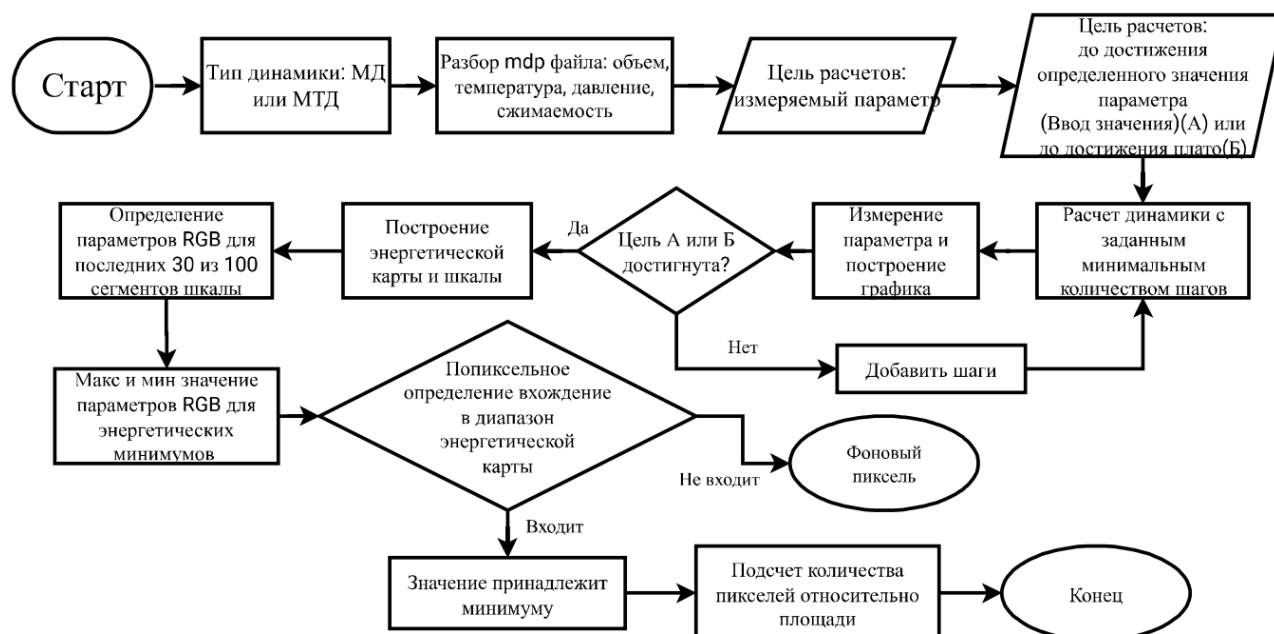 Старт
Тип динамики: МД
или МТД
Разбор mdp файла: объем,
температура, давление,
сжимаемость
Цель расчетов:
измеряемый параметр
Цель расчетов:
до достижения
определенного значения
параметра
(Ввод значения)(А) или
до достижения плато(Б)
Определение
параметров RGB для
последних 30 из 100
сегментов шкалы
Построение
энергетической
карты и шкалы
Да
Цель А или Б
достигнута?
Измерение
параметра и
построение
графика
Расчет динамики с
заданным
минимальным
количеством шагов
Нет
Добавить шаги
Макс и мин значение
параметров RGB для
энергетических
минимумов
Попиксельное
определение вхождение
в диапазон
энергетической
карты
Не входит
Фоновый
пиксель
Входит
Значение принадлежит
минимуму
Подсчет количества
пикселей относительно
площади
Конец